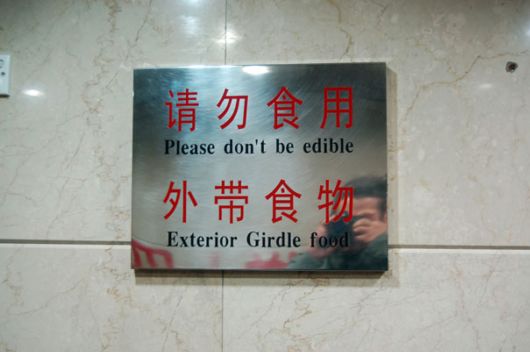 请勿食用
Please don't be edible
外带食物
Exterior Girdle food